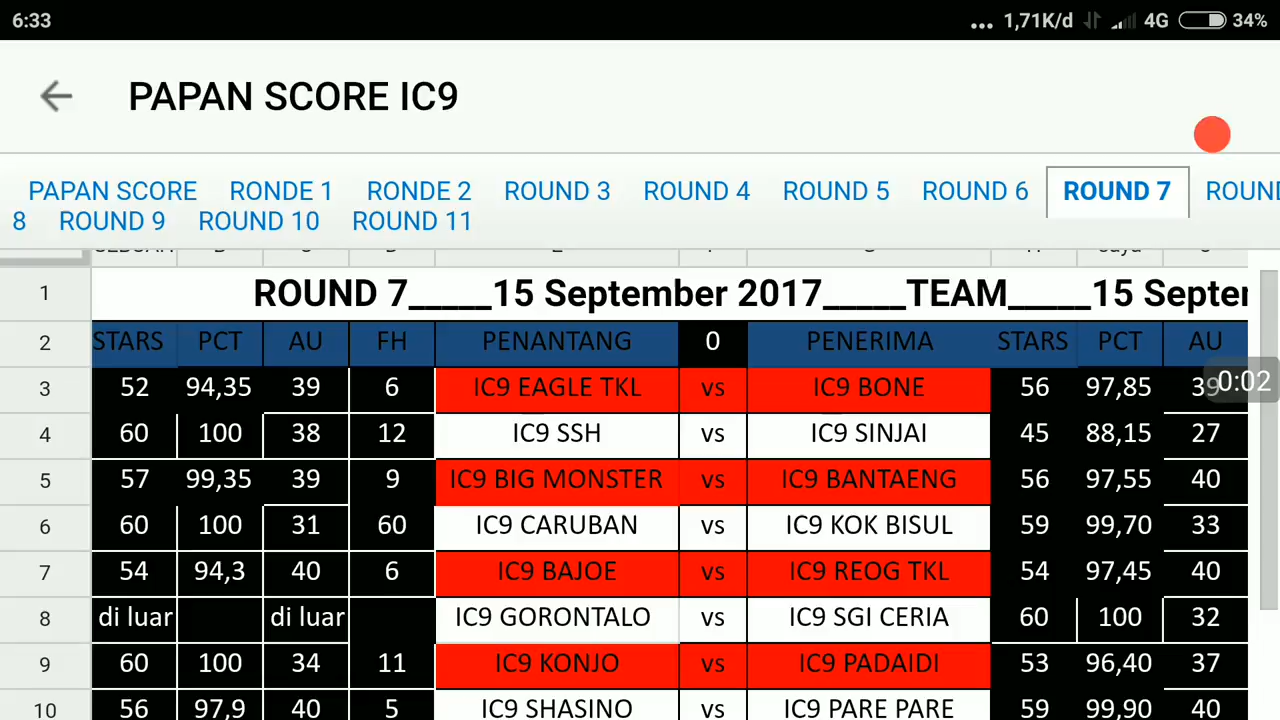 6:33 ... 1,71K/d 4G 34%
PAPAN SCORE IC9
PAPAN SCORE RONDE 1 RONDE 2 ROUND 3 ROUND 4 ROUND 5 ROUND 6 ROUND 7 ROUND
8 ROUND 9 ROUND 10 ROUND 11
1 ROUND 7_____15 September 2017_____TEAM_____15 Septer
2 STARS PCT AU FH PENANTANG 0 PENERIMA STARS PCT AU
3 52 94,35 39 6 IC9 EAGLE TKL vs IC9 BONE 56 97,85 39
0:02
4 60 100 38 12 IC9 SSH vs IC9 SINJAI 45 88,15 27
5 57 99,35 39 9 IC9 BIG MONSTER vs IC9 BANTAENG 56 97,55 40
6 60 100 31 60 IC9 CARUBAN vs IC9 KOK BISUL 59 99,70 33
7 54 94,3 40 6 IC9 BAJOE vs IC9 REOG TKL 54 97,45 40
8 di luar di luar IC9 GORONTALO vs IC9 SGI CERIA 60 100 32
9 60 100 34 11 IC9 KONJO vs IC9 PADAIDI 53 96,40 37
10 56 97,9 40 5 IC9 SHASINO vs IC9 PARE PARE 59 99,90 40